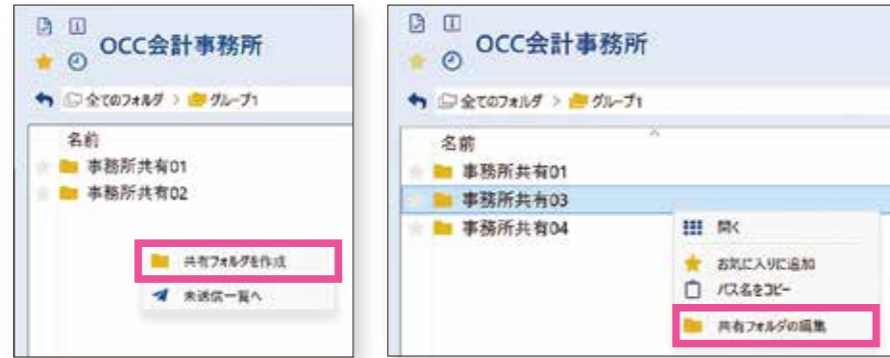 OCC会計事務所
全てのフォルダ > グループ1
名前
事務所共有01
事務所共有02
共有フォルダを作成
未送信一覧へ
OCC会計事務所
全てのフォルダ > グループ1
名前
事務所共有01
事務所共有03
事務所共有04
開く
お気に入りに追加
パス名をコピー
共有フォルダの編集